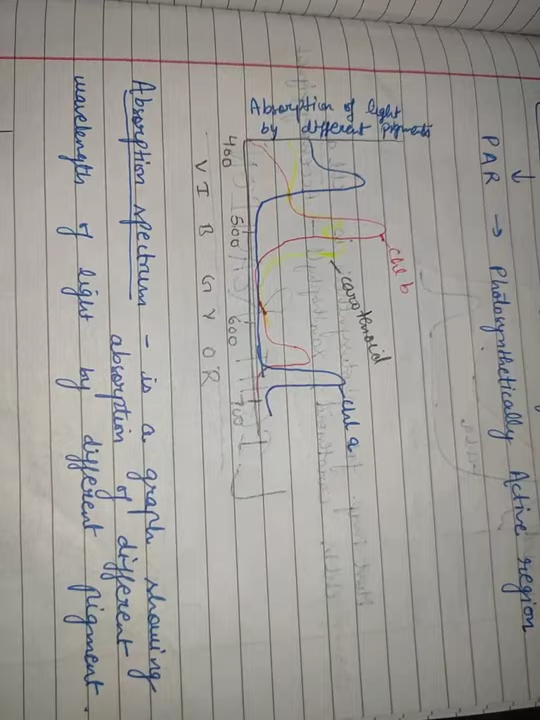 ↓
PAR → Photosynthetically Active region
Absorption of light
by different pigments
chl b
carotenoid
chl a
400 500 600 700
V I B G Y O R
Absorption spectrum - is a graph showing
absorption of different
wavelength of light by different pigment.